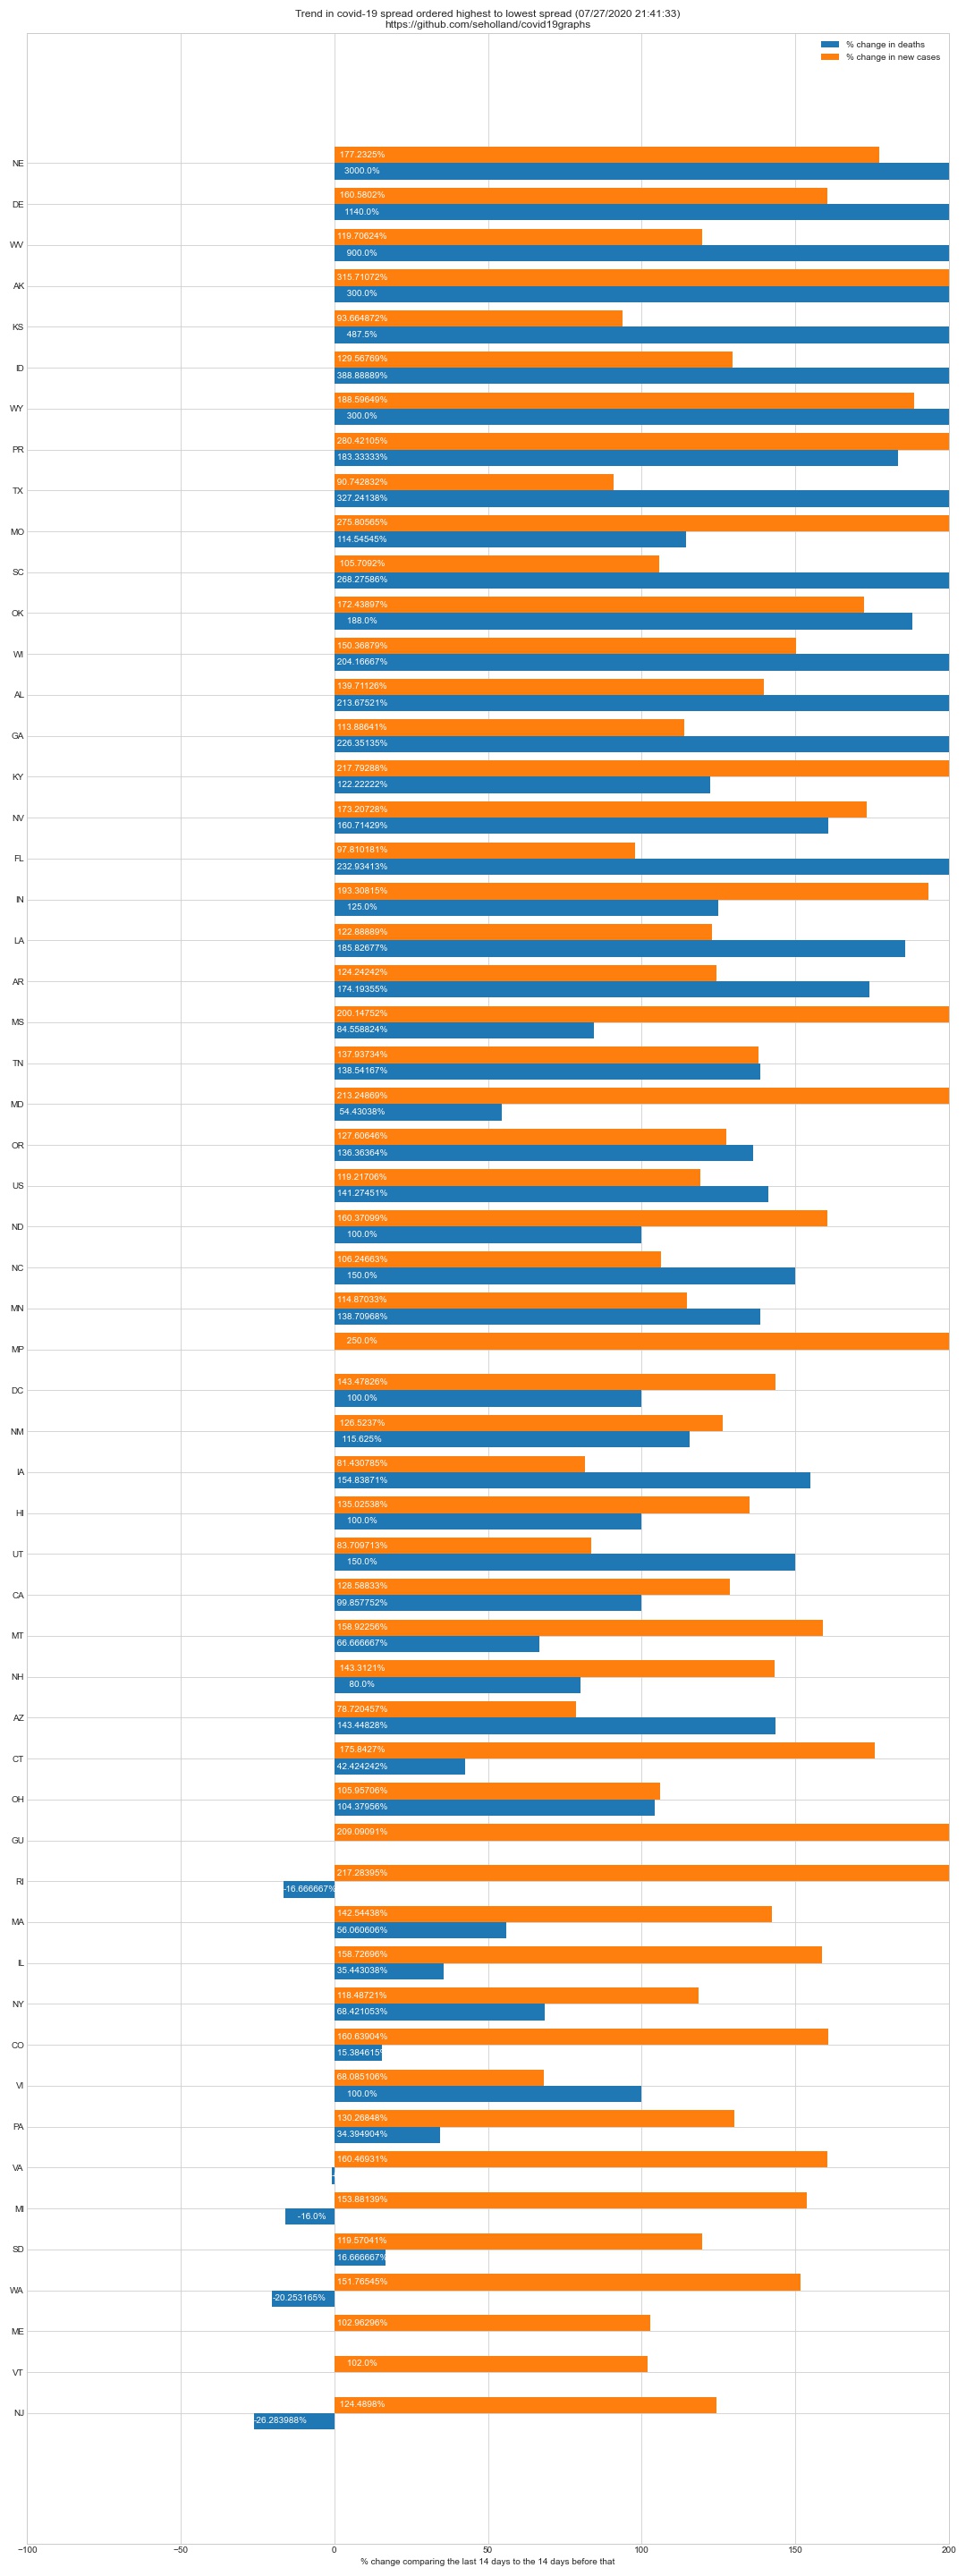 Trend in covid-19 spread ordered highest to lowest spread (07/27/2020 21:41:33)
https://github.com/seholland/covid19graphs
% change in deaths
% change in new cases
177.2325%
NE
3000.0%
160.5802%
DE
1140.0%
119.70624%
WV
900.0%
315.71072%
AK
300.0%
93.664872%
KS
487.5%
129.56769%
ID
388.88889%
188.59649%
WY
300.0%
280.42105%
PR
183.33333%
90.742832%
TX
327.24138%
275.80565%
MO
114.54545%
105.7092%
SC
268.27586%
172.43897%
OK
188.0%
150.36879%
WI
204.16667%
139.71126%
AL
213.67521%
113.88641%
GA
226.35135%
217.79288%
KY
122.22222%
173.20728%
NV
160.71429%
97.810181%
FL
232.93413%
193.30815%
IN
125.0%
122.88889%
LA
185.82677%
124.24242%
AR
174.19355%
200.14752%
MS
84.558824%
137.93734%
TN
138.54167%
213.24869%
MD
54.43038%
127.60646%
OR
136.36364%
119.21706%
US
141.27451%
160.37099%
ND
100.0%
106.24663%
NC
150.0%
114.87033%
MN
138.70968%
250.0%
MP
143.47826%
DC
100.0%
126.5237%
NM
115.625%
81.430785%
IA
154.83871%
135.02538%
HI
100.0%
83.709713%
UT
150.0%
128.58833%
CA
99.857752%
158.92256%
MT
66.666667%
143.3121%
NH
80.0%
78.720457%
AZ
143.44828%
175.8427%
CT
42.424242%
105.95706%
OH
104.37956%
209.09091%
GU
217.28395%
RI
-16.666667%
142.54438%
MA
56.060606%
158.72696%
IL
35.443038%
118.48721%
NY
68.421053%
160.63904%
CO
15.384615%
68.085106%
VI
100.0%
130.26848%
PA
34.394904%
160.46931%
VA
153.88139%
MI
-16.0%
119.57041%
SD
16.666667%
151.76545%
WA
-20.253165%
102.96296%
ME
102.0%
VT
124.4898%
NJ
-26.283988%
−100 −50 0 50 100 150 200
% change comparing the last 14 days to the 14 days before that